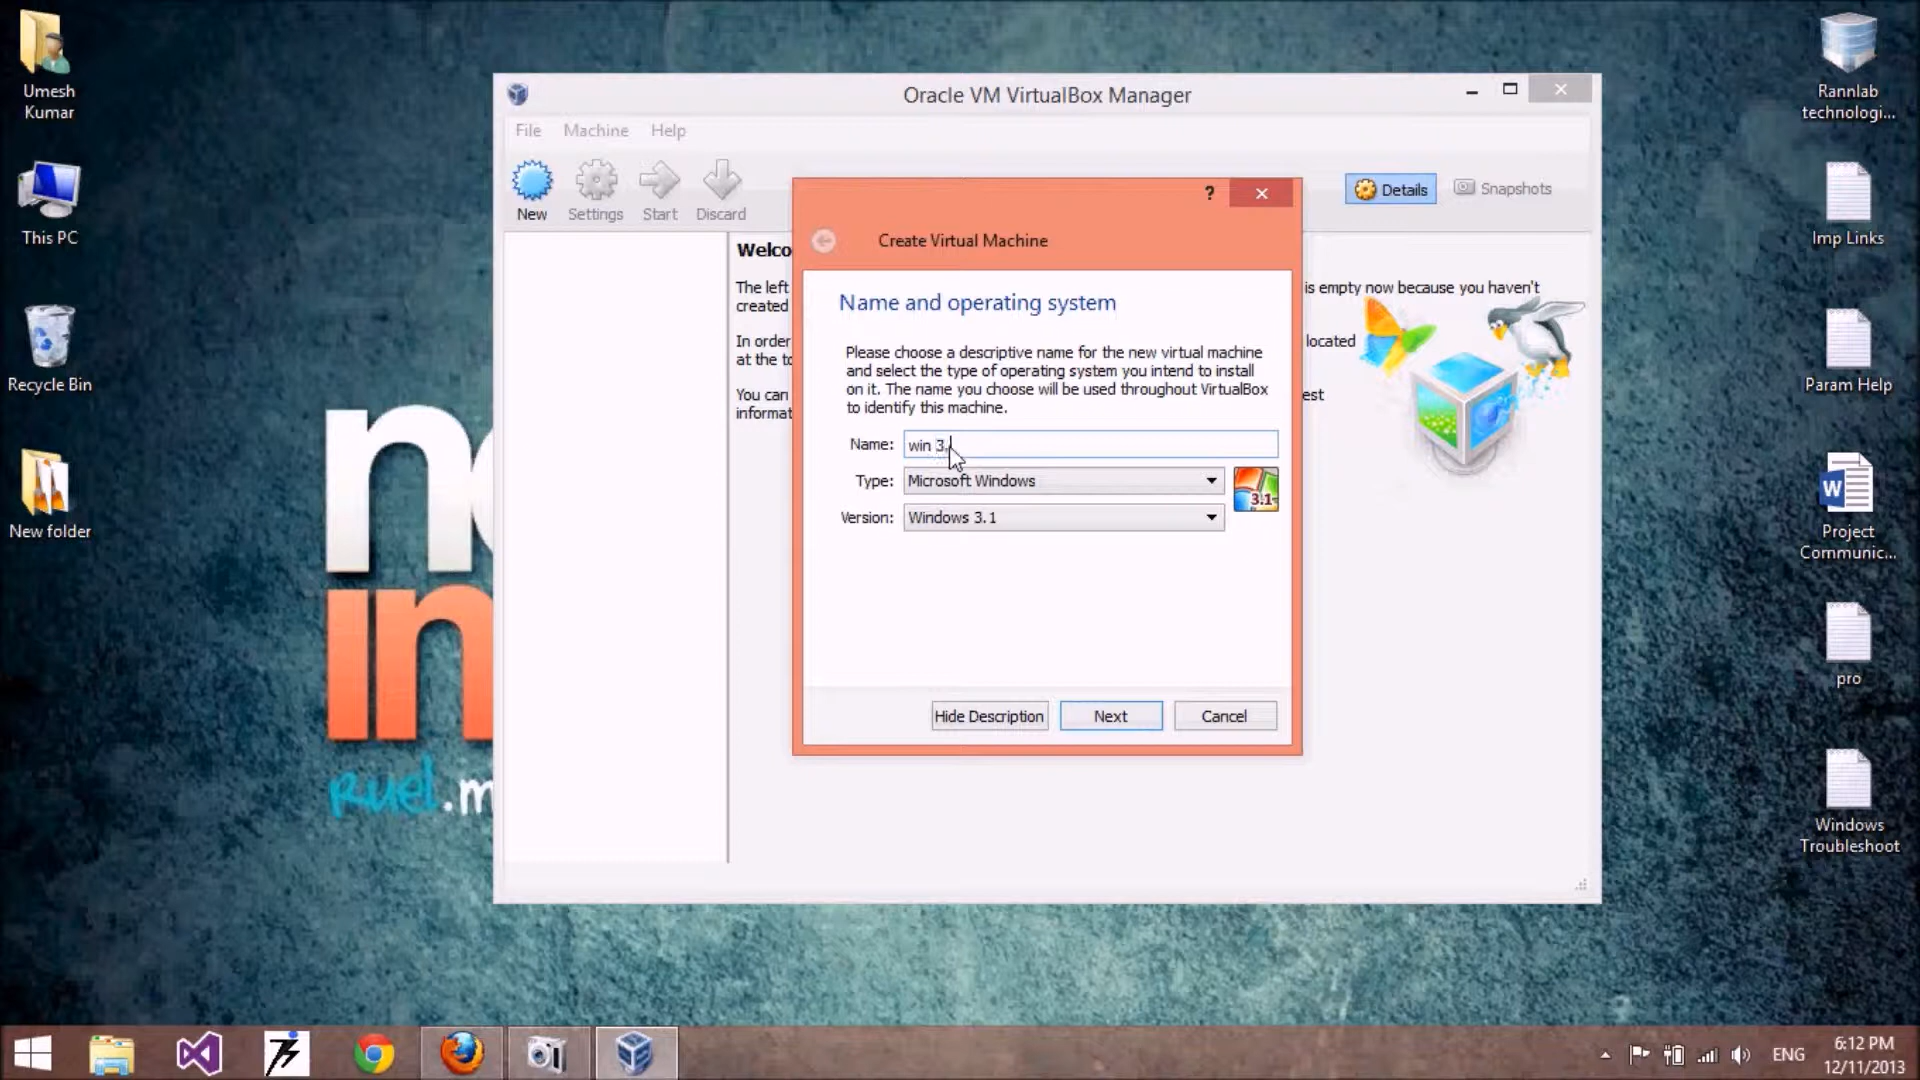 Umesh
Kumar
This PC
Recycle Bin
New folder
in
ruel.m
Oracle VM VirtualBox Manager
File Machine Help
New Settings Start Discard
Details Snapshots
Welco
The left
created
is empty now because you haven't
In order
at the to
located
You can
informat
est
? 
Create Virtual Machine
Name and operating system
Please choose a descriptive name for the new virtual machine
and select the type of operating system you intend to install
on it. The name you choose will be used throughout VirtualBox
to identify this machine.
Name: win 3.
Type: Microsoft Windows
3.1
Version: Windows 3.1
Hide Description Next Cancel
Rannlab
technologi...
Imp Links
Param Help
W
Project
Communic...
pro
Windows
Troubleshoot
ENG
6:12 PM
12/11/2013